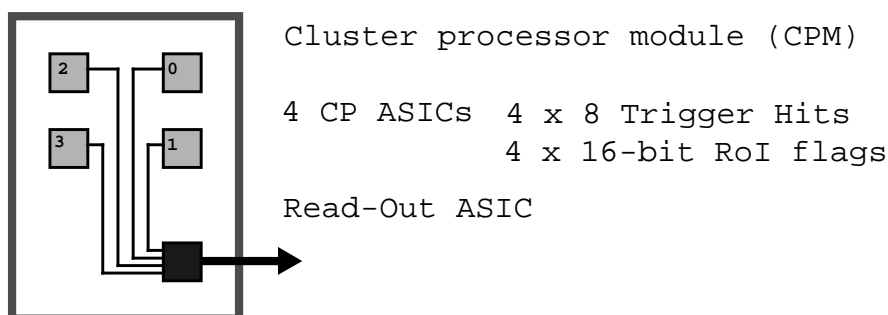 Cluster processor module (CPM)
2 0
4 CP ASICs 4 x 8 Trigger Hits
3 1
4 x 16-bit RoI flags
Read-Out ASIC